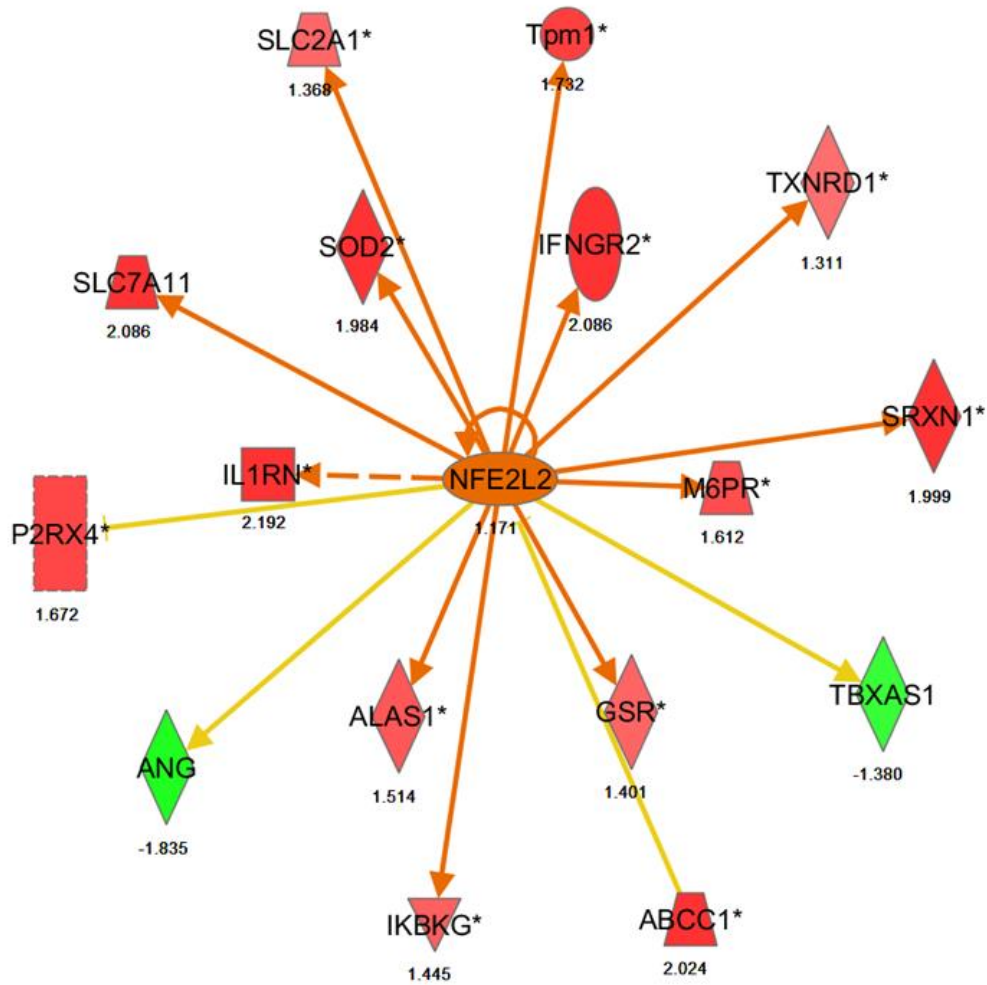 SLC2A1*
1.368
Tpm1*
1.732
TXNRD1*
1.311
SOD2*
1.984
IFNGR2*
2.086
SLC7A11
2.086
SRXN1*
1.999
IL1RN*
2.192
NFE2L2
1.171
M6PR*
1.612
P2RX4*
1.672
ALAS1*
1.514
GSR*
1.401
TBXAS1
-1.380
ANG
-1.835
IKBKG*
1.445
ABCC1*
2.024